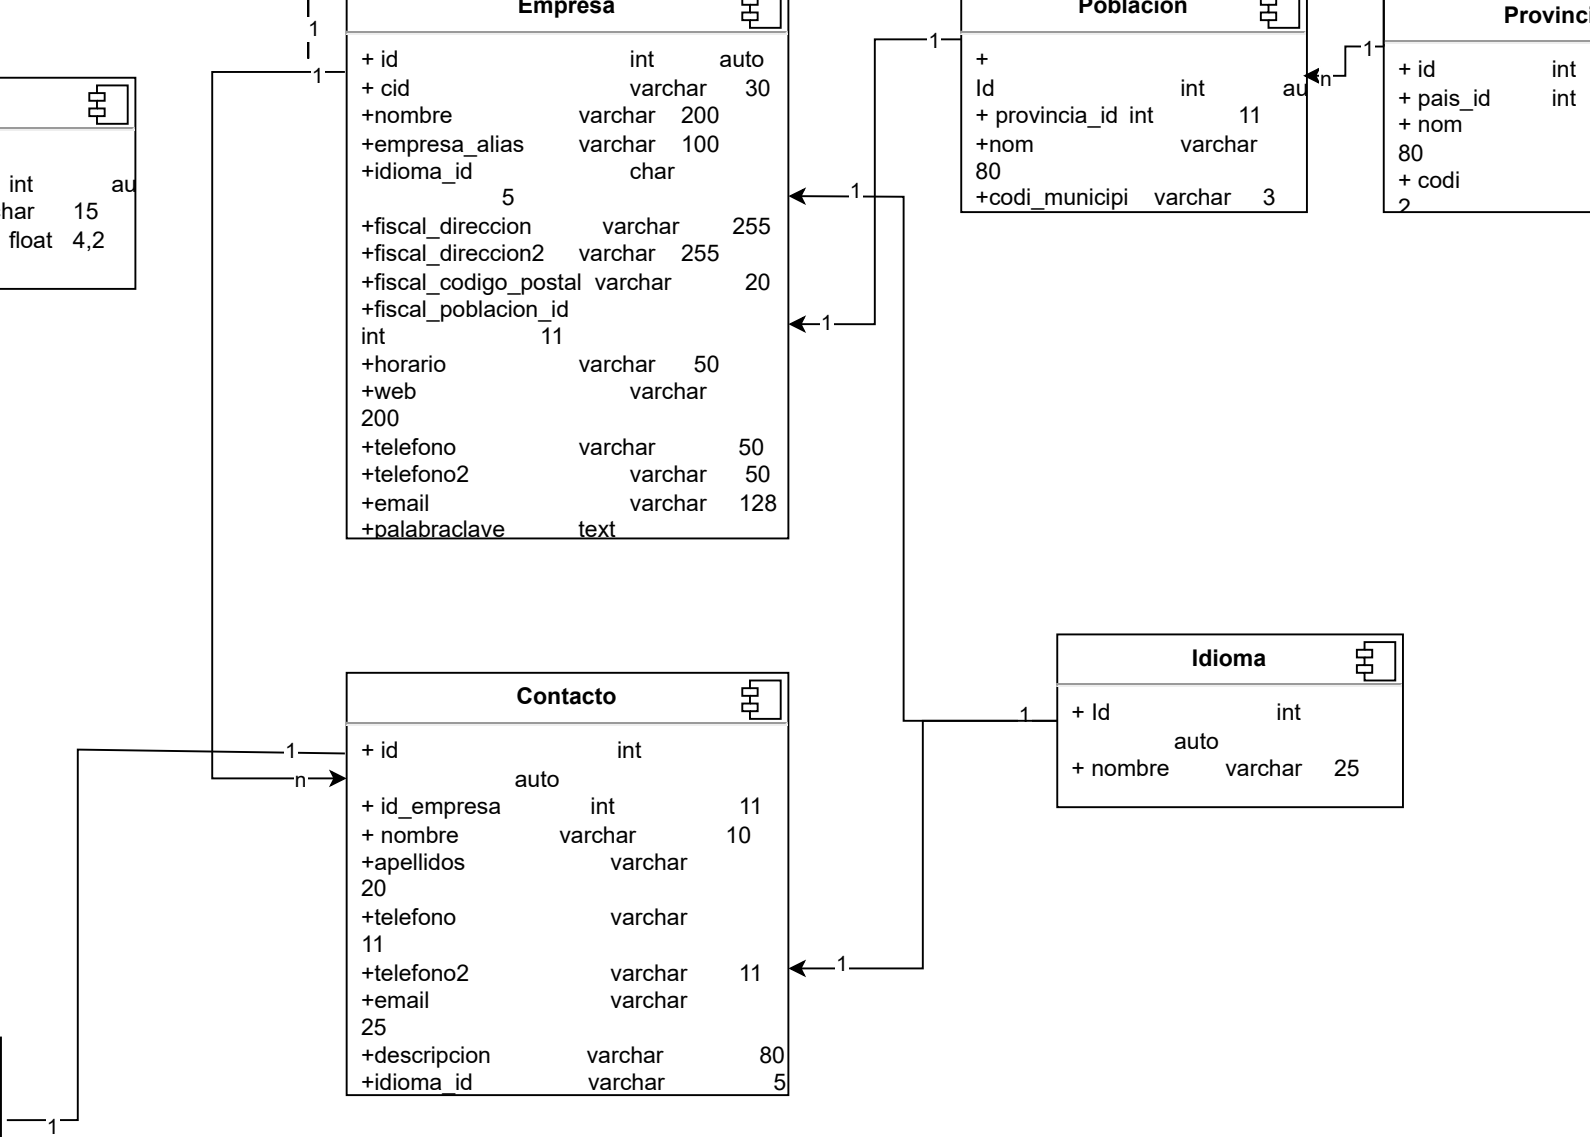 Empresa
+ id int auto
+ cid varchar 30
+nombre varchar 200
+empresa_alias varchar 100
+idioma_id char
5
+fiscal_direccion varchar 255
+fiscal_direccion2 varchar 255
+fiscal_codigo_postal varchar 20
+fiscal_poblacion_id
int 11
+horario varchar 50
+web varchar
200
+telefono varchar 50
+telefono2 varchar 50
+email varchar 128
+palabraclave text
Poblacion
+
Id int au
+ provincia_id int 11
+nom varchar
80
+codi_municipi varchar 3
Provinci
+ id int
+ pais_id int
+ nom
80
+ codi
2
int au
har 15
float 4,2
Contacto
+ id int
auto
+ id_empresa int 11
+ nombre varchar 10
+apellidos varchar
20
+telefono varchar
11
+telefono2 varchar 11
+email varchar
25
+descripcion varchar 80
+idioma_id varchar 5
Idioma
+ Id int
auto
+ nombre varchar 25
1
1
1
1
1
1
n
1
n
1
1
1
1